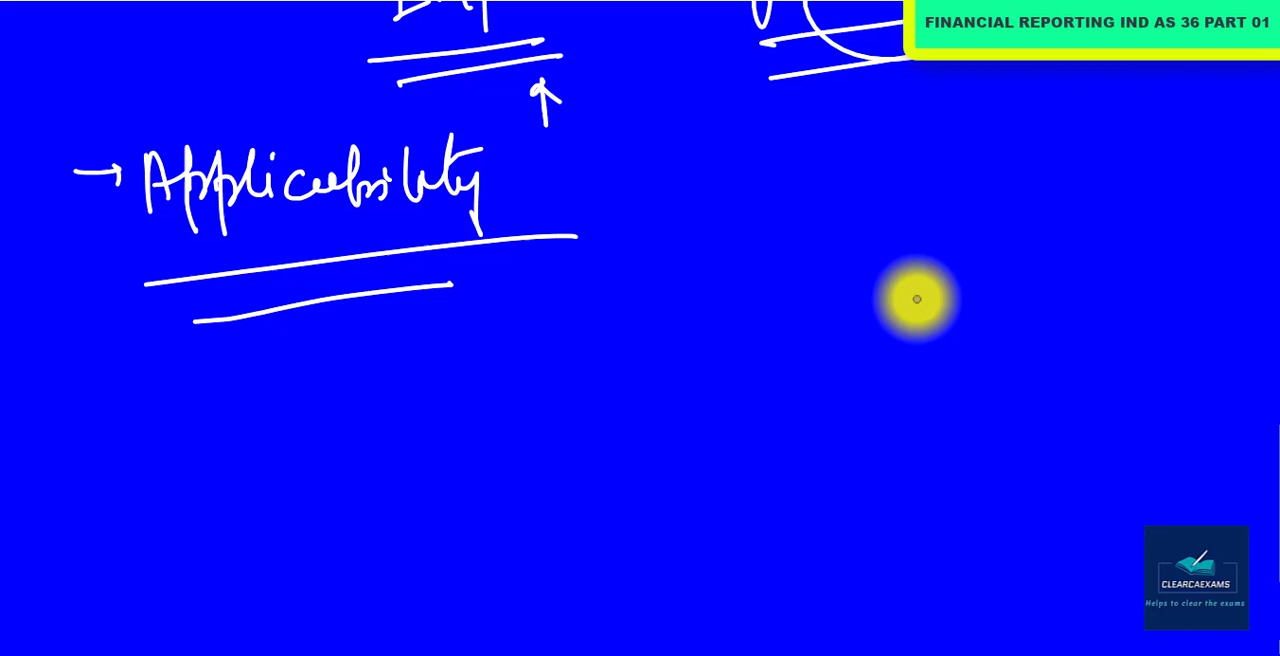 FINANCIAL REPORTING IND AS 36 PART 01
→ Applicability
CLEARCAEXAMS
Helps to clear the exams